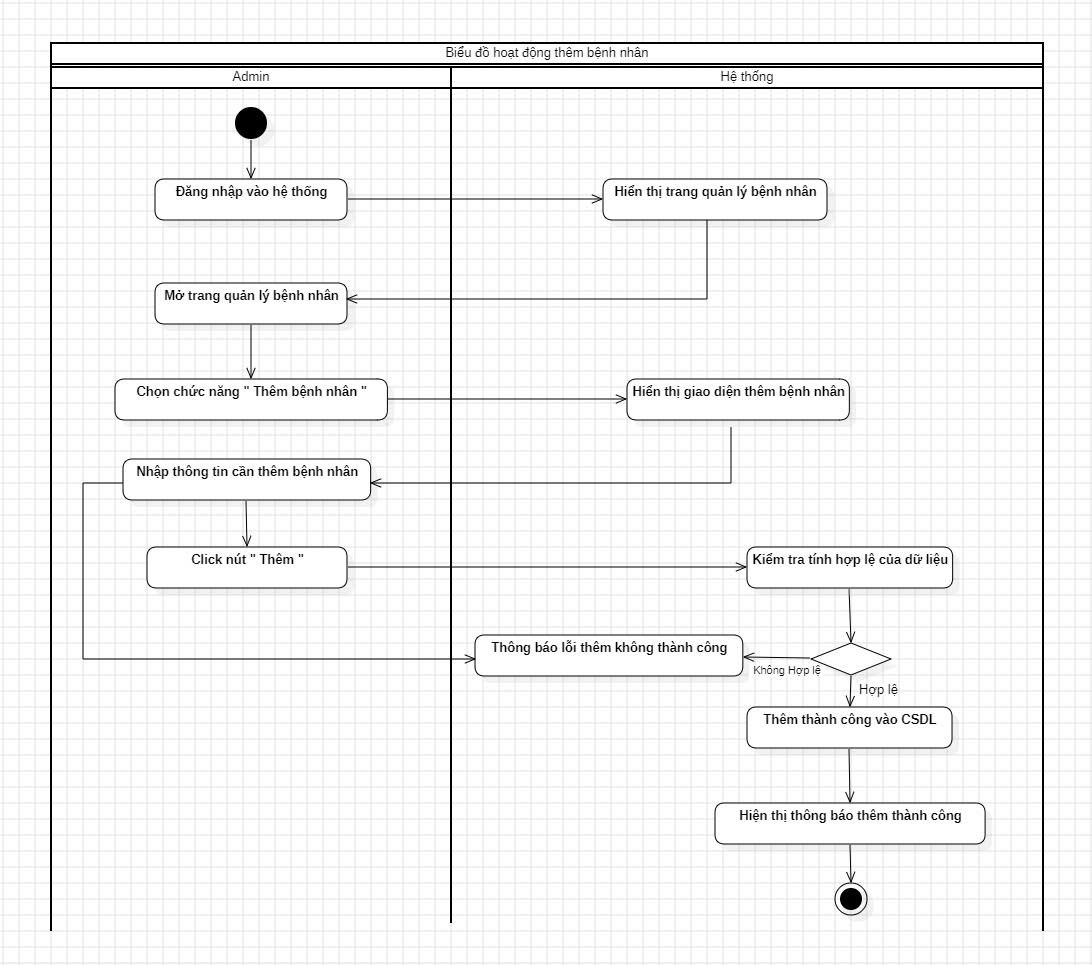 Biểu đồ hoạt động thêm bệnh nhân
Admin
Hệ thống
Đăng nhập vào hệ thống
Hiển thị trang quản lý bệnh nhân
Mở trang quản lý bệnh nhân
Chọn chức năng " Thêm bệnh nhân "
Hiển thị giao diện thêm bệnh nhân
Nhập thông tin cần thêm bệnh nhân
Click nút " Thêm "
Kiểm tra tính hợp lệ của dữ liệu
Thông báo lỗi thêm không thành công
Không Hợp lệ
Hợp lệ
Thêm thành công vào CSDL
Hiện thị thông báo thêm thành công